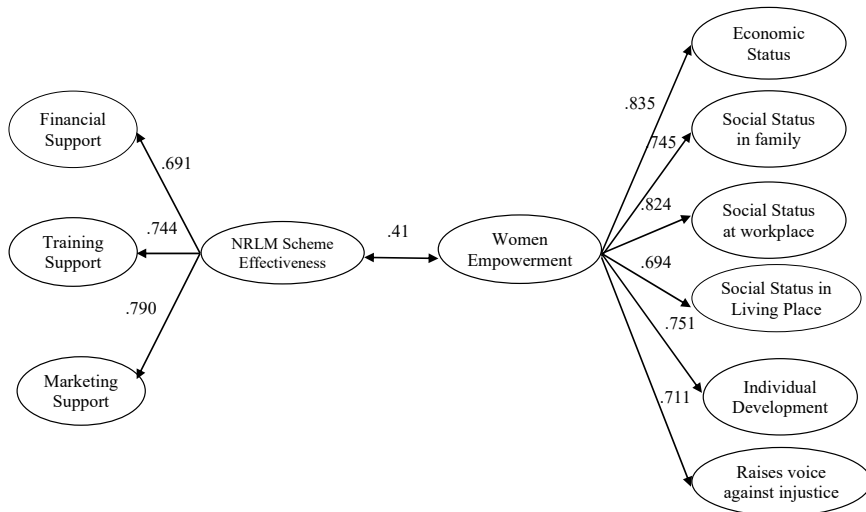 Economic
Status
.835
Financial
Support
Social Status
in family
.745
.691
.824
Social Status
at workplace
.744
Training
Support
NRLM Scheme
Effectiveness
.41
Women
Empowerment
.694
Social Status in
Living Place
.790
.751
Marketing
Support
Individual
Development
.711
Raises voice
against injustice